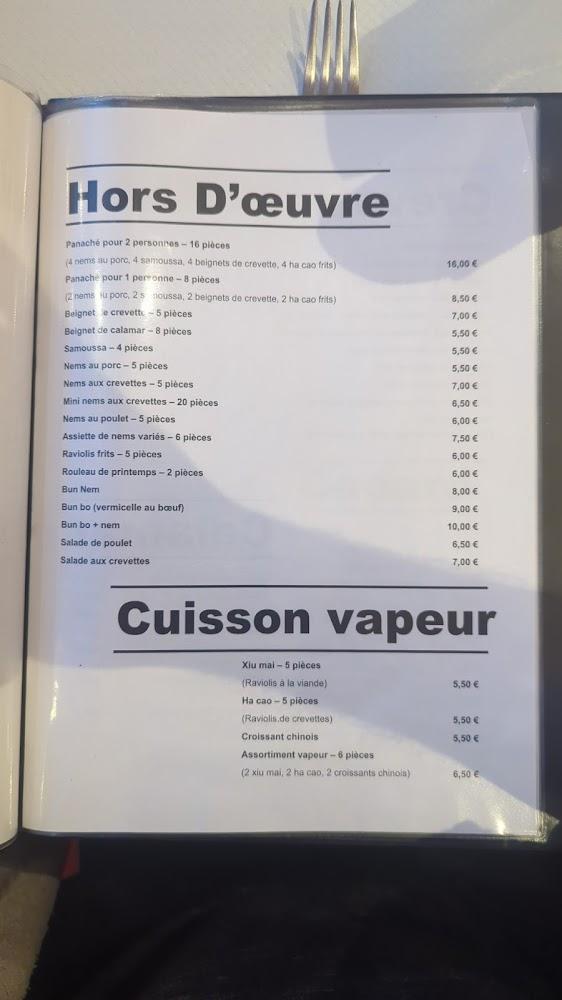 Hors D'œuvre
Panaché pour 2 personnes – 16 pièces
(4 nems au porc, 4 samoussa, 4 beignets de crevette, 4 ha cao frits) 16,00 €
Panaché pour 1 personne – 8 pièces
(2 nems au porc, 2 samoussa, 2 beignets de crevette, 2 ha cao frits) 8,50 €
Beignet de crevette – 5 pièces 7,00 €
Beignet de calamar – 8 pièces 5,50 €
Samoussa – 4 pièces 5,50 €
Nems au porc – 5 pièces 5,50 €
Nems aux crevettes – 5 pièces 7,00 €
Mini nems aux crevettes – 20 pièces 6,50 €
Nems au poulet – 5 pièces 6,00 €
Assiette de nems variés – 6 pièces 7,50 €
Raviolis frits – 5 pièces 6,00 €
Rouleau de printemps – 2 pièces 6,00 €
Bun Nem 8,00 €
Bun bo (vermicelle au bœuf) 9,00 €
Bun bo + nem 10,00 €
Salade de poulet 6,50 €
Salade aux crevettes 7,00 €
Cuisson vapeur
Xiu mai – 5 pièces
(Raviolis à la viande) 5,50 €
Ha cao – 5 pièces
(Raviolis.de crevettes) 5,50 €
Croissant chinois 5,50 €
Assortiment vapeur – 6 pièces
(2 xiu mai, 2 ha cao, 2 croissants chinois) 6,50 €